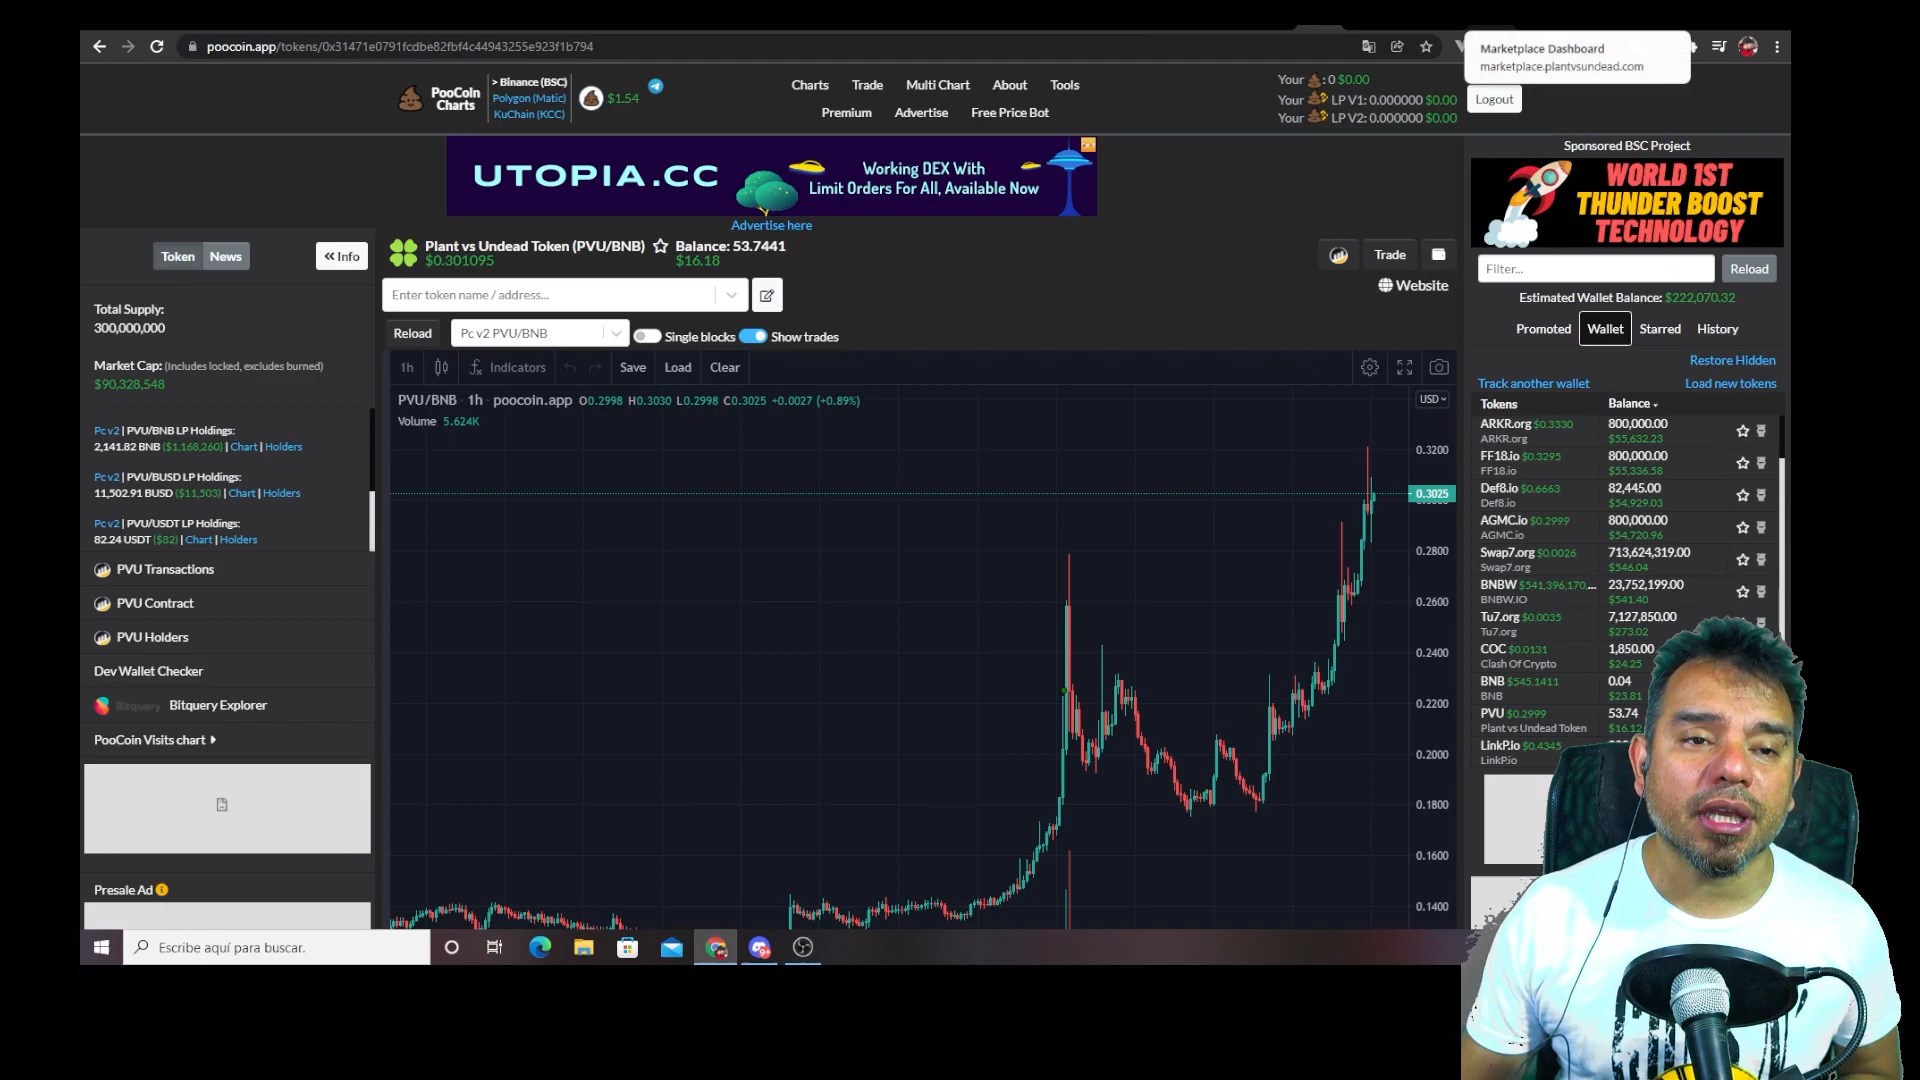 poocoin.app/tokens/0x31471e0791fcdbe82fbf4c44943255e923f1b794
Marketplace Dashboard
marketplace.plantvsundead.com
PooCoin
Charts
> Binance (BSC)
Polygon (Matic)
KuChain (KCC)
$1.54
Charts Trade Multi Chart About Tools
Premium Advertise Free Price Bot
Your : 0 $0.00
Your LP V1: 0.000000 $0.00
Your LP V2: 0.000000 $0.00
Logout
UTOPIA.CC
Working DEX With
Limit Orders For All, Available Now
Advertise here
Sponsored BSC Project
WORLD 1ST
THUNDER BOOST
TECHNOLOGY
Token News
« Info
Total Supply:
300,000,000
Market Cap: (Includes locked, excludes burned)
$90,328,548
Pc v2 | PVU/BNB LP Holdings:
2,141.82 BNB ($1,168,260) | Chart | Holders
Pc v2 | PVU/BUSD LP Holdings:
11,502.91 BUSD ($11,503) | Chart | Holders
Pc v2 | PVU/USDT LP Holdings:
82.24 USDT ($82) | Chart | Holders
PVU Transactions
PVU Contract
PVU Holders
Dev Wallet Checker
Bitquery Bitquery Explorer
PooCoin Visits chart
Presale Ad
Plant vs Undead Token (PVU/BNB)
$0.301095
Balance: 53.7441
$16.18
Trade
Website
Enter token name / address...
Reload
Pc v2 PVU/BNB
Single blocks
Show trades
1h
Indicators
Save
Load
Clear
PVU/BNB · 1h · poocoin.app O0.2998 H0.3030 L0.2998 C0.3025 +0.0027 (+0.89%)
Volume 5.624K
USD
0.3200
0.3025
0.2800
0.2600
0.2400
0.2200
0.2000
0.1800
0.1600
0.1400
Filter...
Reload
Estimated Wallet Balance: $222,070.32
Promoted Wallet Starred History
Restore Hidden
Track another wallet Load new tokens
Tokens Balance
ARKR.org $0.3330 800,000.00
ARKR.org $55,632.23
FF18.io $0.3295 800,000.00
FF18.io $55,336.58
Def8.io $0.6663 82,445.00
Def8.io $54,929.03
AGMC.io $0.2999 800,000.00
AGMC.io $54,720.96
Swap7.org $0.0026 713,624,319.00
Swap7.org $546.04
BNBW $541,396,170,... 23,752,199.00
BNBW.IO $541.40
Tu7.org $0.0035 7,127,850.00
Tu7.org $273.02
COC $0.0131 1,850.00
Clash Of Crypto $24.25
BNB $545.1411 0.04
BNB $23.81
PVU $0.2999 53.74
Plant vs Undead Token $16.12
LinkP.io $0.4345
LinkP.io
Escribe aquí para buscar.